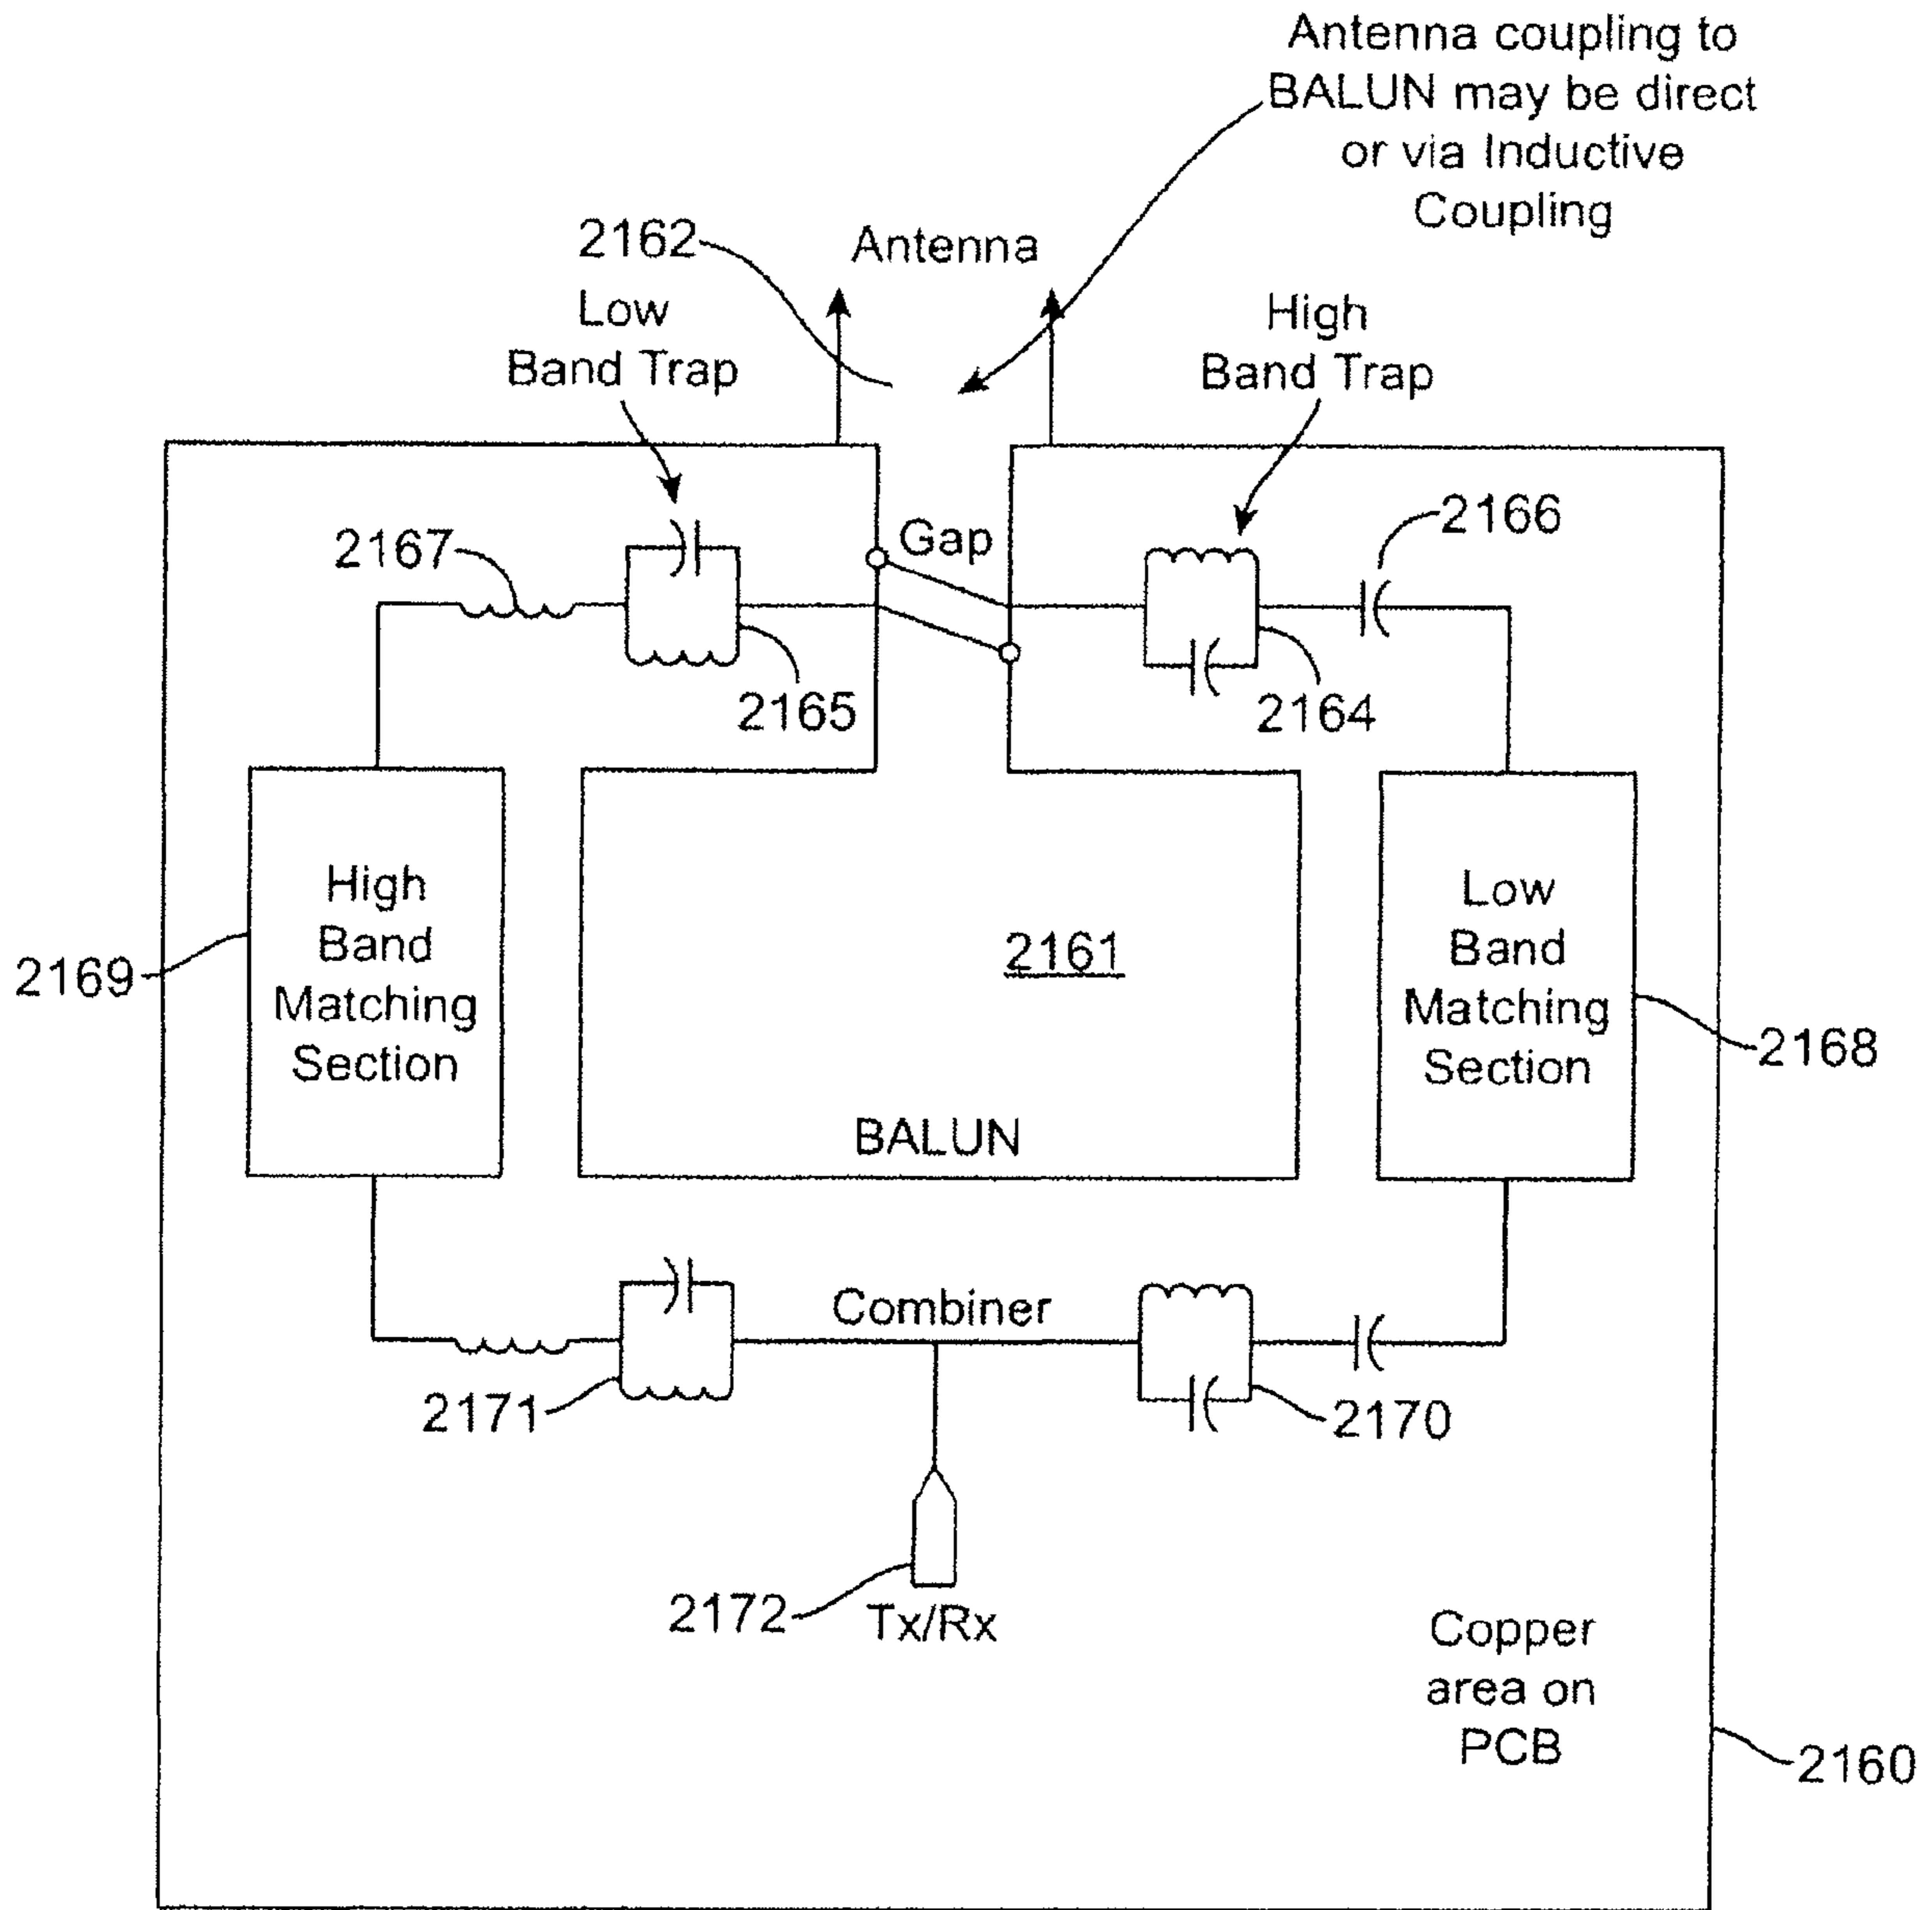 Antenna coupling to
BALUN may be direct
or via Inductive
Coupling
2162
Antenna
Low
Band Trap
High
Band Trap
2167
Gap
2166
2165
2164
High
Band
Matching
Section
2161
BALUN
Low
Band
Matching
Section
2169
2168
Combiner
2171
2170
2172
Tx/Rx
Copper
area on
PCB
2160